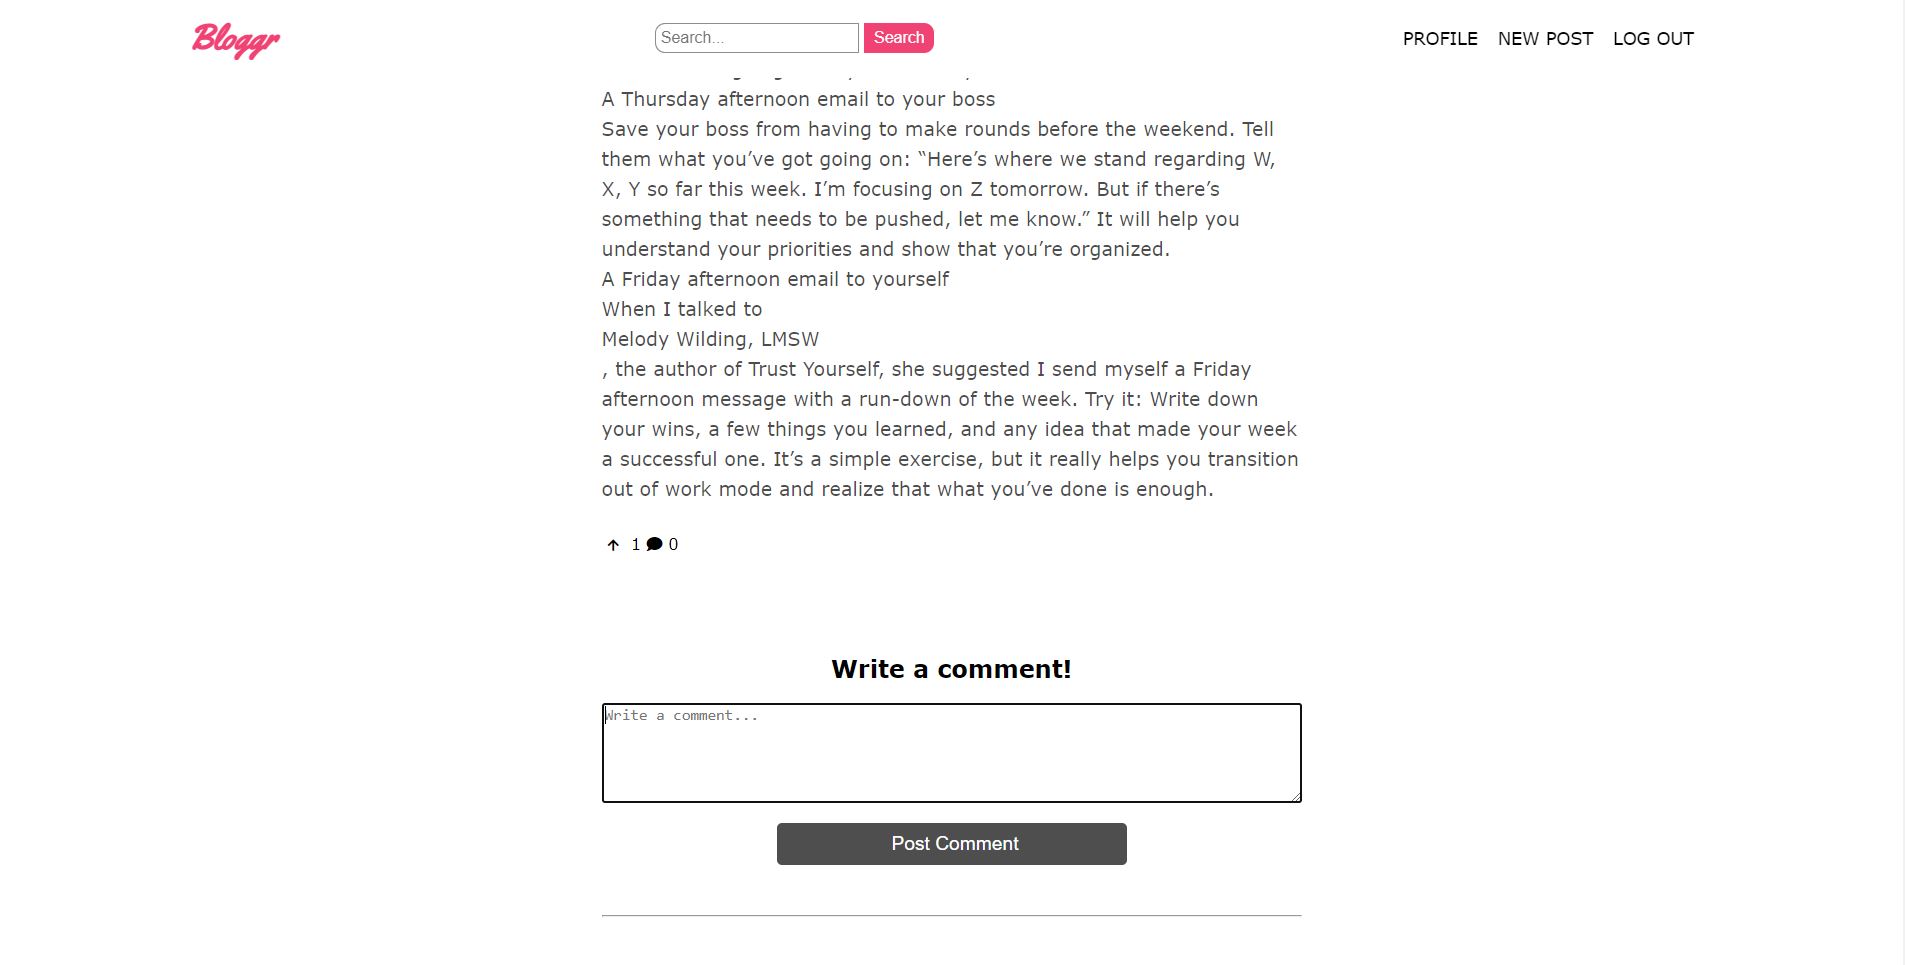 Bloggr
Search...
Search
PROFILE
NEW POST
LOG OUT
A Thursday afternoon email to your boss
Save your boss from having to make rounds before the weekend. Tell
them what you’ve got going on: “Here’s where we stand regarding W,
X, Y so far this week. I’m focusing on Z tomorrow. But if there’s
something that needs to be pushed, let me know.” It will help you
understand your priorities and show that you’re organized.
A Friday afternoon email to yourself
When I talked to
Melody Wilding, LMSW
, the author of Trust Yourself, she suggested I send myself a Friday
afternoon message with a run-down of the week. Try it: Write down
your wins, a few things you learned, and any idea that made your week
a successful one. It’s a simple exercise, but it really helps you transition
out of work mode and realize that what you’ve done is enough.
1 0
Write a comment!
Write a comment...
Post Comment